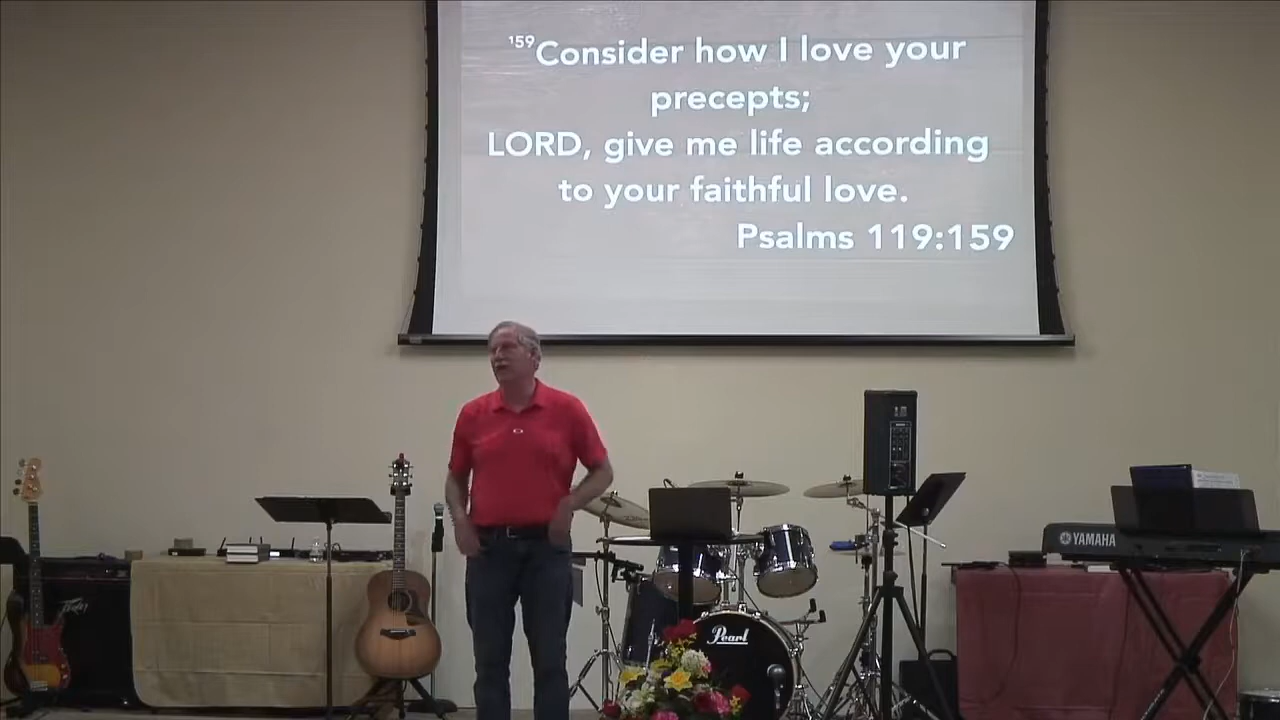 ¹⁵⁹Consider how I love your
precepts;
LORD, give me life according
to your faithful love.
Psalms 119:159
Peavey
Pearl
YAMAHA